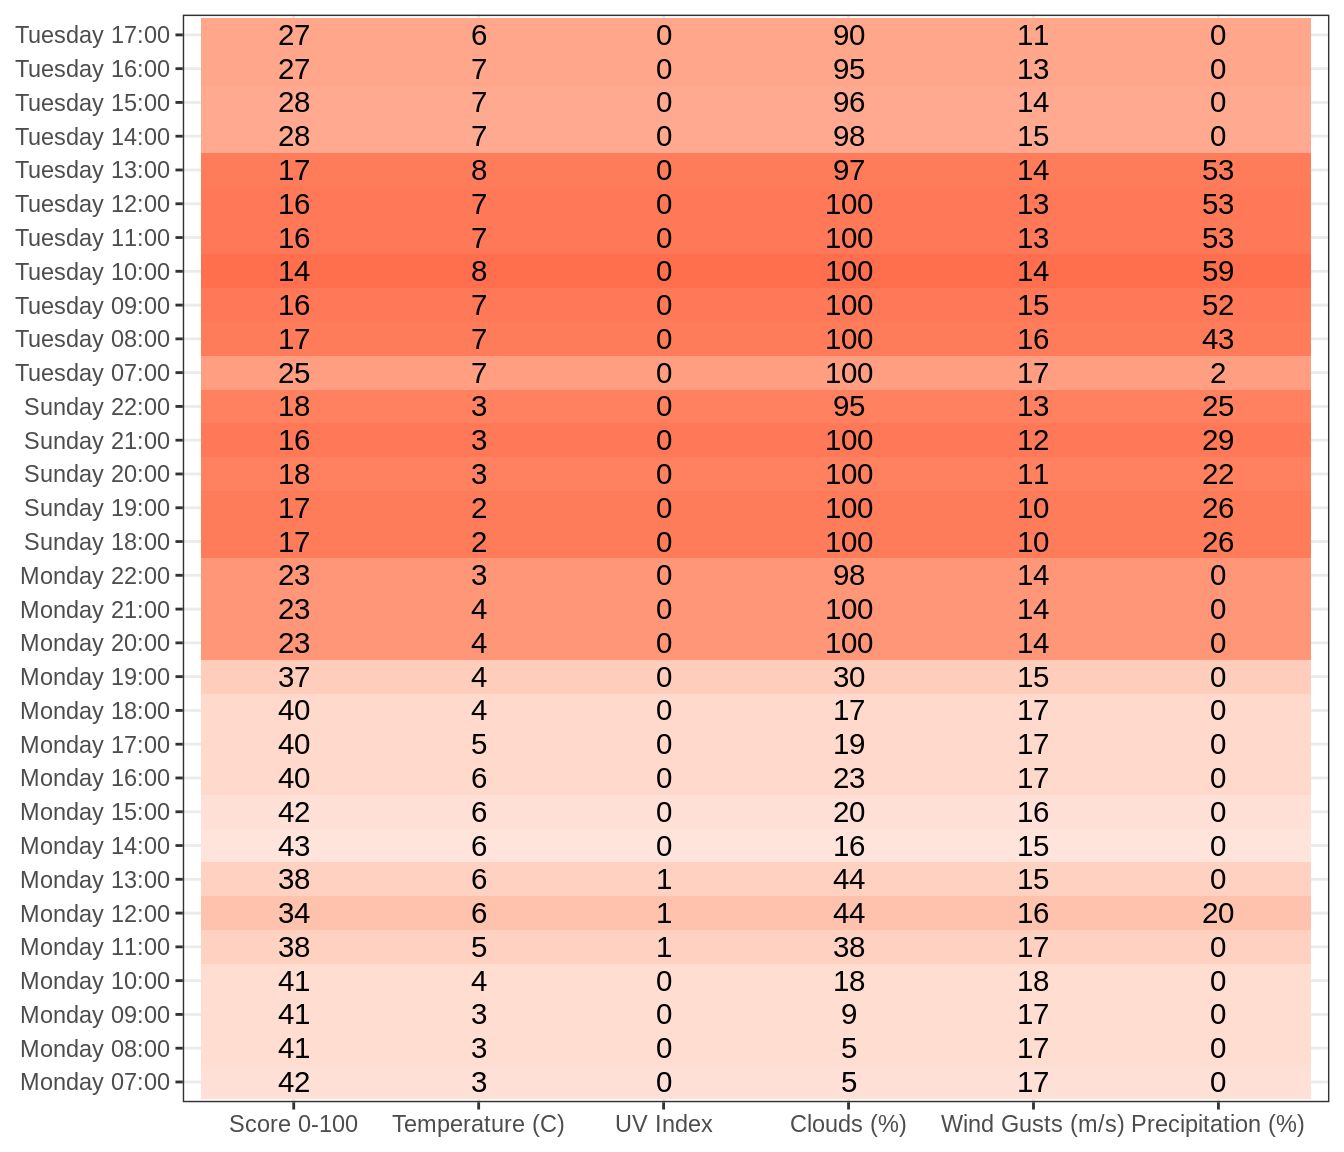 Tuesday 17:00 27 6 0 90 11 0
Tuesday 16:00 27 7 0 95 13 0
Tuesday 15:00 28 7 0 96 14 0
Tuesday 14:00 28 7 0 98 15 0
Tuesday 13:00 17 8 0 97 14 53
Tuesday 12:00 16 7 0 100 13 53
Tuesday 11:00 16 7 0 100 13 53
Tuesday 10:00 14 8 0 100 14 59
Tuesday 09:00 16 7 0 100 15 52
Tuesday 08:00 17 7 0 100 16 43
Tuesday 07:00 25 7 0 100 17 2
Sunday 22:00 18 3 0 95 13 25
Sunday 21:00 16 3 0 100 12 29
Sunday 20:00 18 3 0 100 11 22
Sunday 19:00 17 2 0 100 10 26
Sunday 18:00 17 2 0 100 10 26
Monday 22:00 23 3 0 98 14 0
Monday 21:00 23 4 0 100 14 0
Monday 20:00 23 4 0 100 14 0
Monday 19:00 37 4 0 30 15 0
Monday 18:00 40 4 0 17 17 0
Monday 17:00 40 5 0 19 17 0
Monday 16:00 40 6 0 23 17 0
Monday 15:00 42 6 0 20 16 0
Monday 14:00 43 6 0 16 15 0
Monday 13:00 38 6 1 44 15 0
Monday 12:00 34 6 1 44 16 20
Monday 11:00 38 5 1 38 17 0
Monday 10:00 41 4 0 18 18 0
Monday 09:00 41 3 0 9 17 0
Monday 08:00 41 3 0 5 17 0
Monday 07:00 42 3 0 5 17 0
Score 0-100 Temperature (C) UV Index Clouds (%) Wind Gusts (m/s) Precipitation (%)